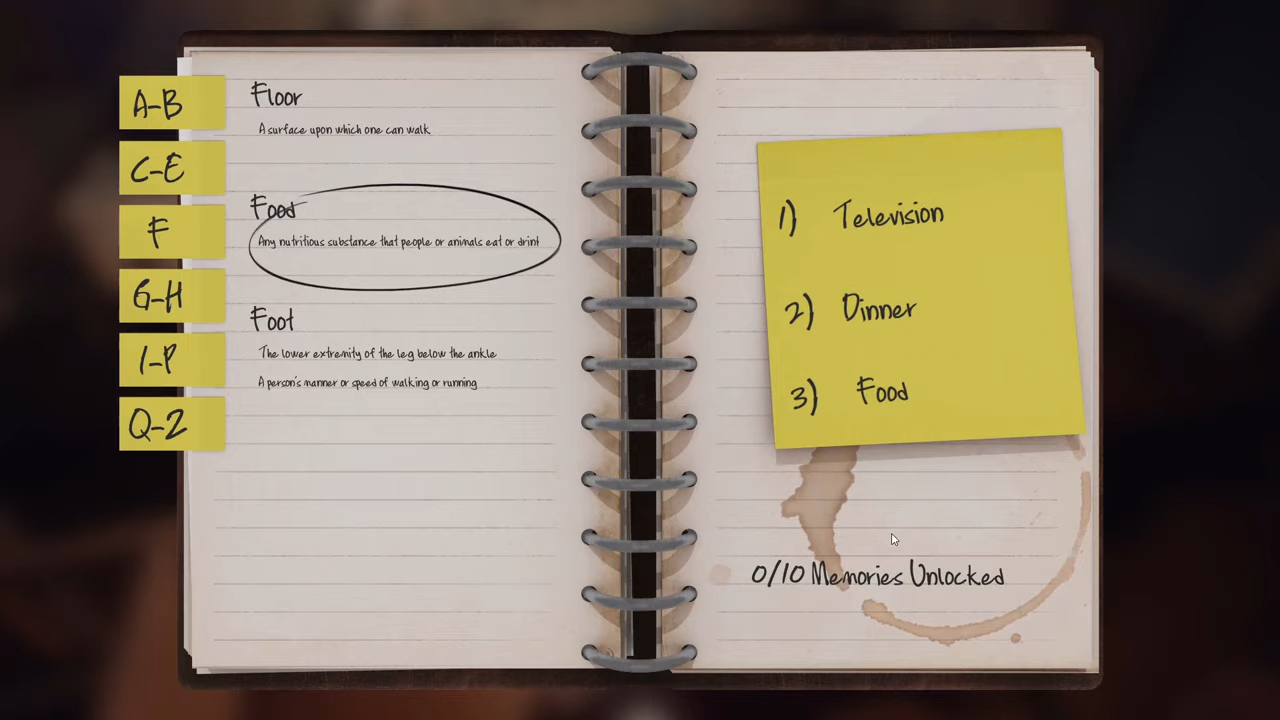 A-B
C-E
F
G-H
I-P
Q-Z
Floor
A surface upon which one can walk
Food
Any nutritious substance that people or animals eat or drink
Foot
The lower extremity of the leg below the ankle
A person's manner or speed of walking or running
1) Television
2) Dinner
3) Food
0/10 Memories Unlocked